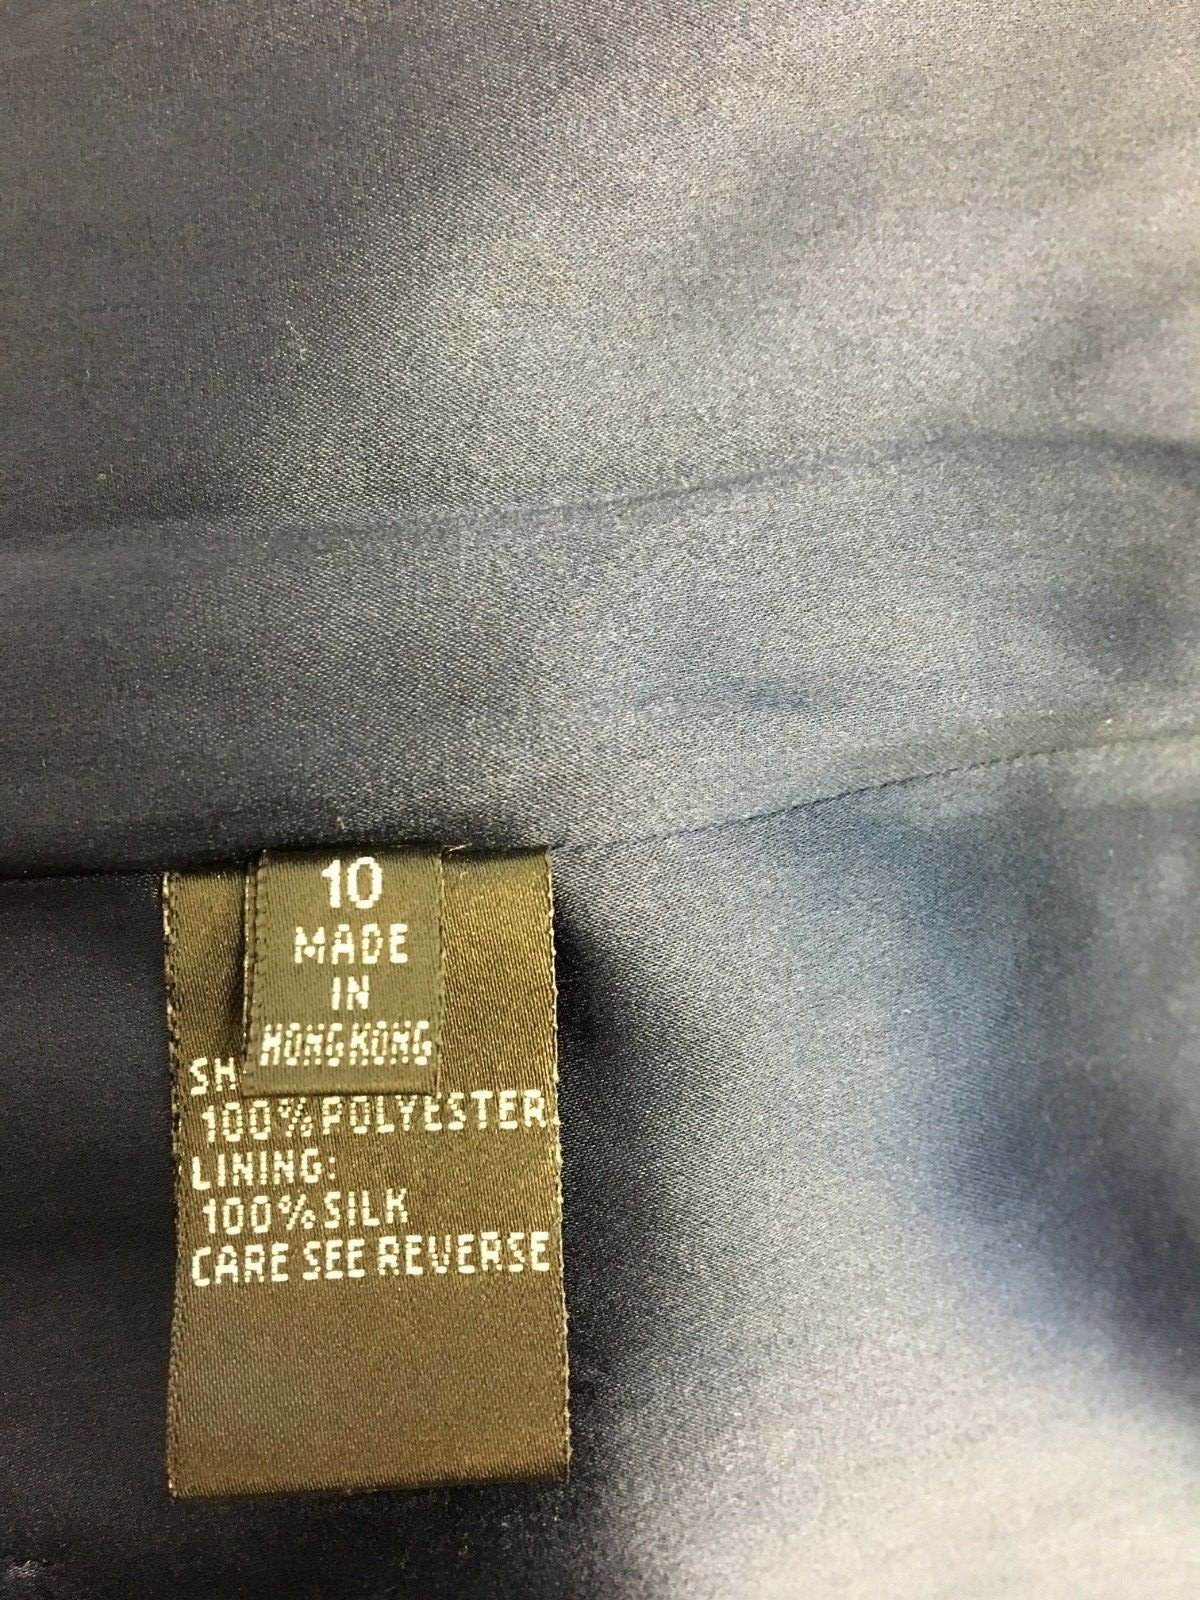 10
MADE
IN
HONG KONG
SH
100% POLYESTER
LINING:
100% SILK
CARE SEE REVERSE